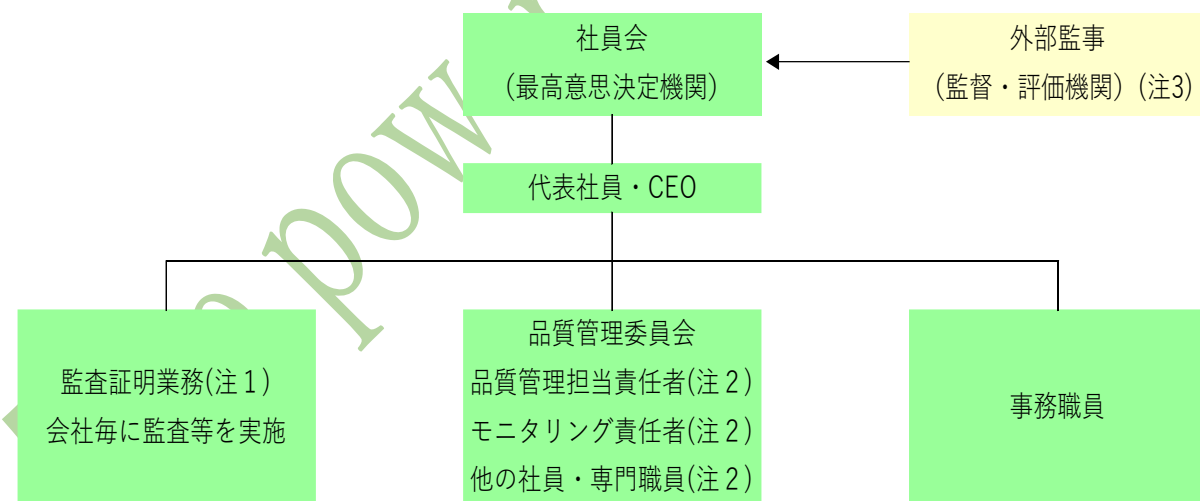 社員会
(最高意思決定機関)
外部監事
(監督・評価機関) (注3)
代表社員・CEO
監査証明業務(注１)
会社毎に監査等を実施
品質管理委員会
品質管理担当責任者(注２)
モニタリング責任者(注２)
他の社員・専門職員(注２)
事務職員
pow